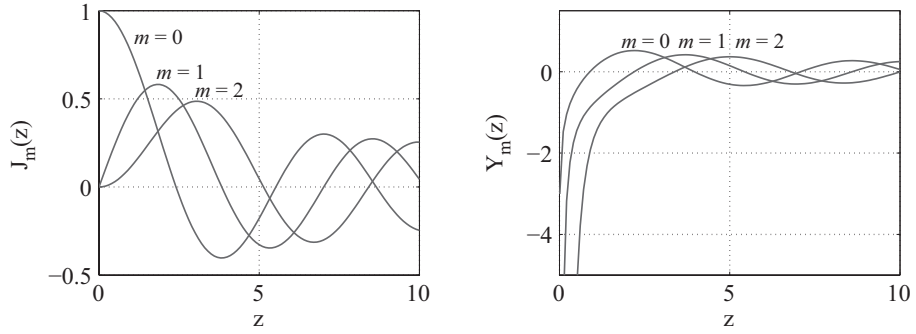 1
0.5
0
−0.5
0
5
10
J_m(z)
z
m = 0
m = 1
m = 2
0
−2
−4
0
5
10
Y_m(z)
z
m = 0
m = 1
m = 2